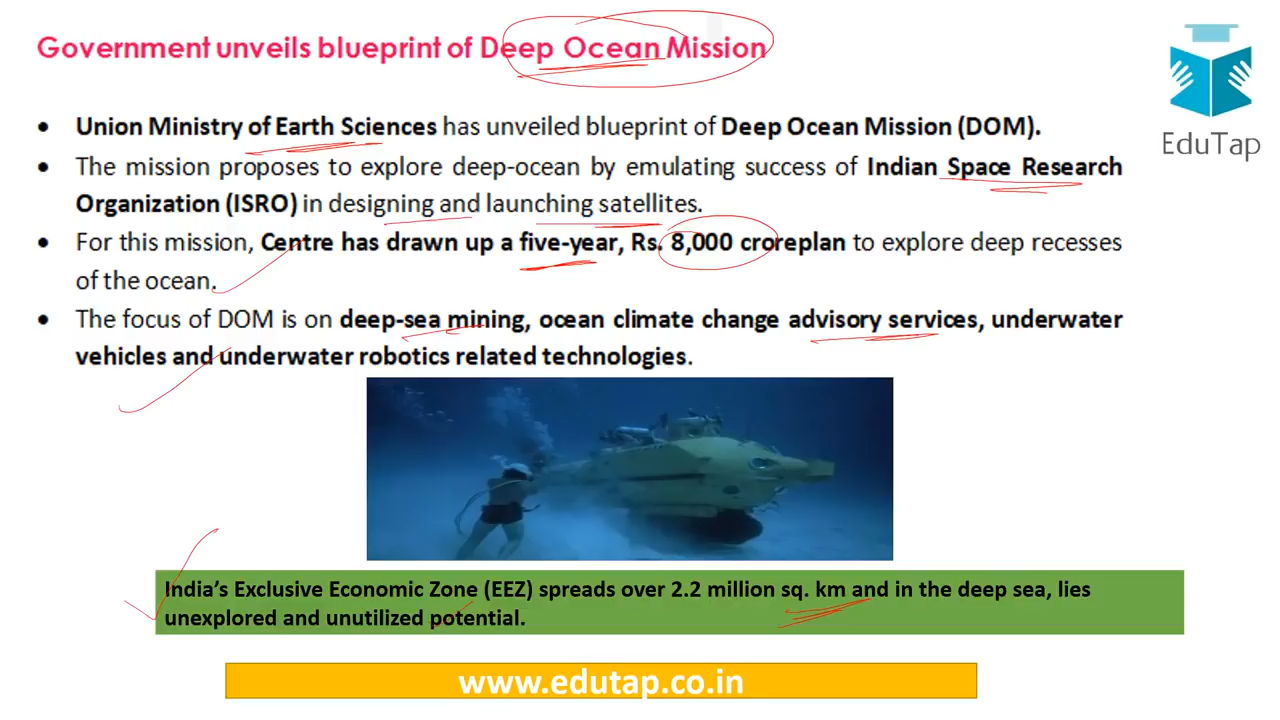 Government unveils blueprint of Deep Ocean Mission
EduTap
• Union Ministry of Earth Sciences has unveiled blueprint of Deep Ocean Mission (DOM).
• The mission proposes to explore deep-ocean by emulating success of Indian Space Research
Organization (ISRO) in designing and launching satellites.
• For this mission, Centre has drawn up a five-year, Rs. 8,000 croreplan to explore deep recesses
of the ocean.
• The focus of DOM is on deep-sea mining, ocean climate change advisory services, underwater
vehicles and underwater robotics related technologies.
India's Exclusive Economic Zone (EEZ) spreads over 2.2 million sq. km and in the deep sea, lies
unexplored and unutilized potential.
www.edutap.co.in